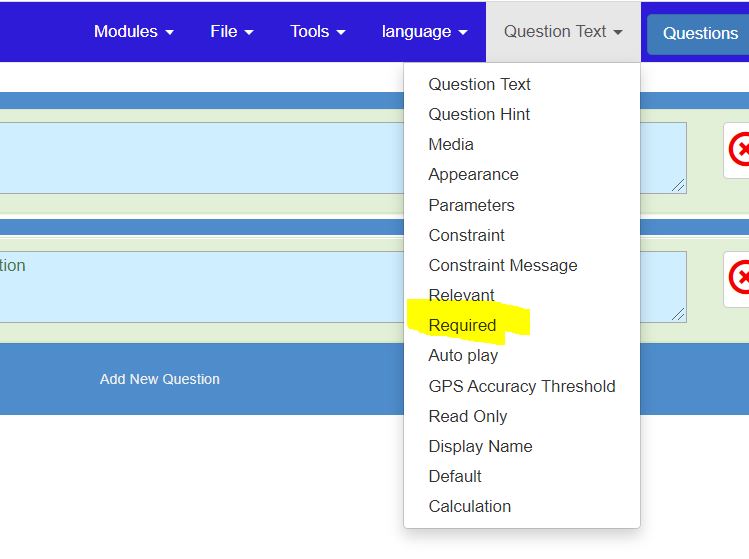 Modules File Tools language Question Text Questions
Question Text
Question Hint
Media
Appearance
Parameters
Constraint
tion
Constraint Message
Relevant
Required
Auto play
Add New Question
GPS Accuracy Threshold
Read Only
Display Name
Default
Calculation